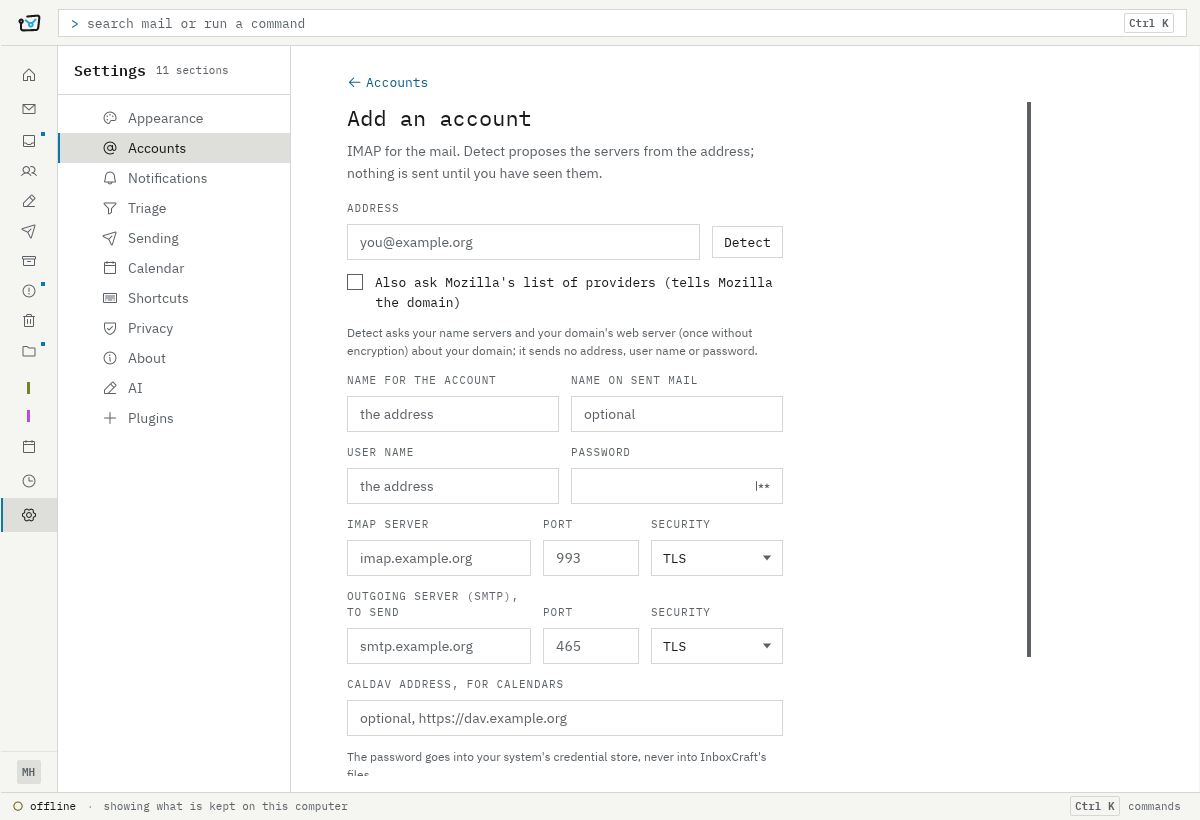 > search mail or run a command Ctrl K
Settings 11 sections
Appearance
Accounts
Notifications
Triage
Sending
Calendar
Shortcuts
Privacy
About
AI
Plugins
MH
← Accounts
Add an account
IMAP for the mail. Detect proposes the servers from the address;
nothing is sent until you have seen them.
ADDRESS
you@example.org Detect
Also ask Mozilla's list of providers (tells Mozilla
the domain)
Detect asks your name servers and your domain's web server (once without
encryption) about your domain; it sends no address, user name or password.
NAME FOR THE ACCOUNT NAME ON SENT MAIL
the address optional
USER NAME PASSWORD
the address
IMAP SERVER PORT SECURITY
imap.example.org 993 TLS
OUTGOING SERVER (SMTP),
TO SEND PORT SECURITY
smtp.example.org 465 TLS
CALDAV ADDRESS, FOR CALENDARS
optional, https://dav.example.org
The password goes into your system's credential store, never into InboxCraft's
files.
offline · showing what is kept on this computer Ctrl K commands